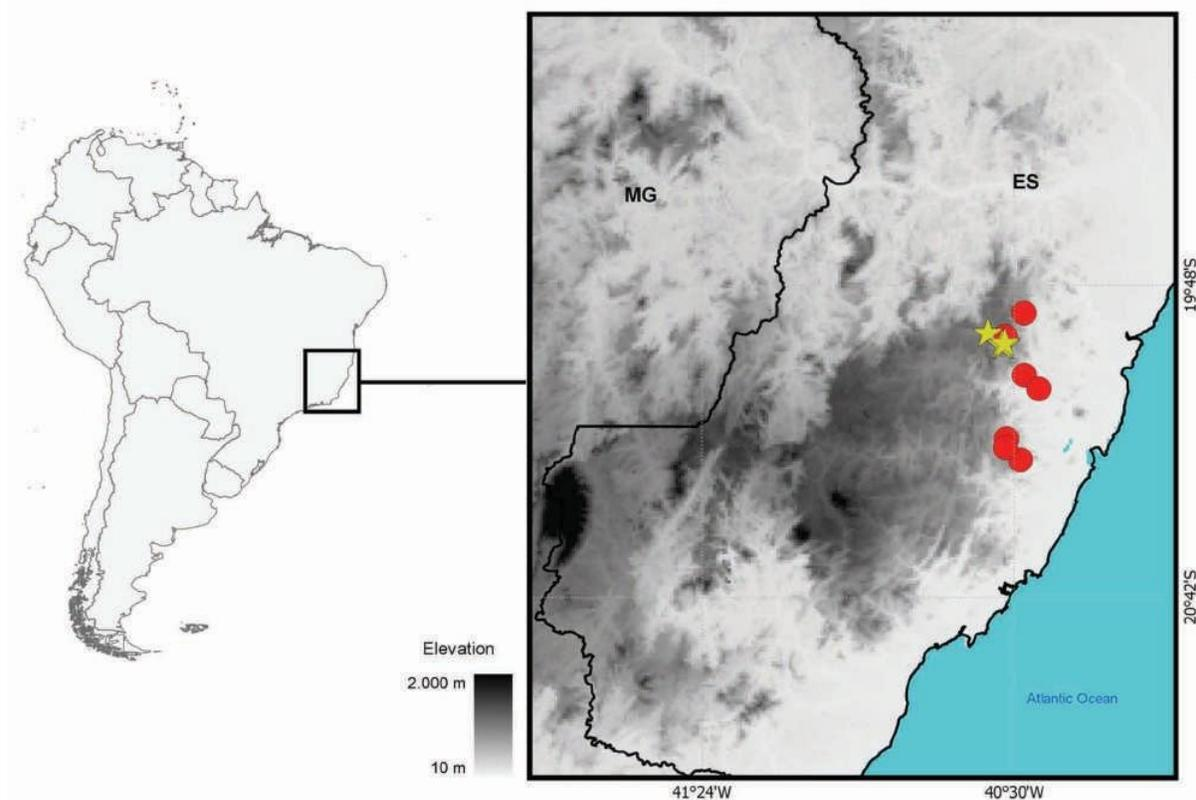 MG
ES
19°48'S
20°42'S
Elevation
2.000 m
10 m
Atlantic Ocean
41°24'W
40°30'W